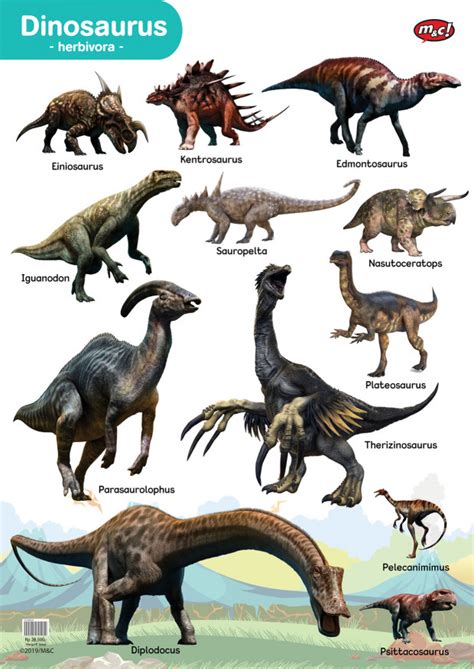 Dinosaurus
- herbivora -
m&c!
Einiosaurus
Kentrosaurus
Edmontosaurus
Iguanodon
Sauropelta
Nasutoceratops
Plateosaurus
Parasaurolophus
Therizinosaurus
Pelecanimimus
Diplodocus
Psittacosaurus
©2019/M&C